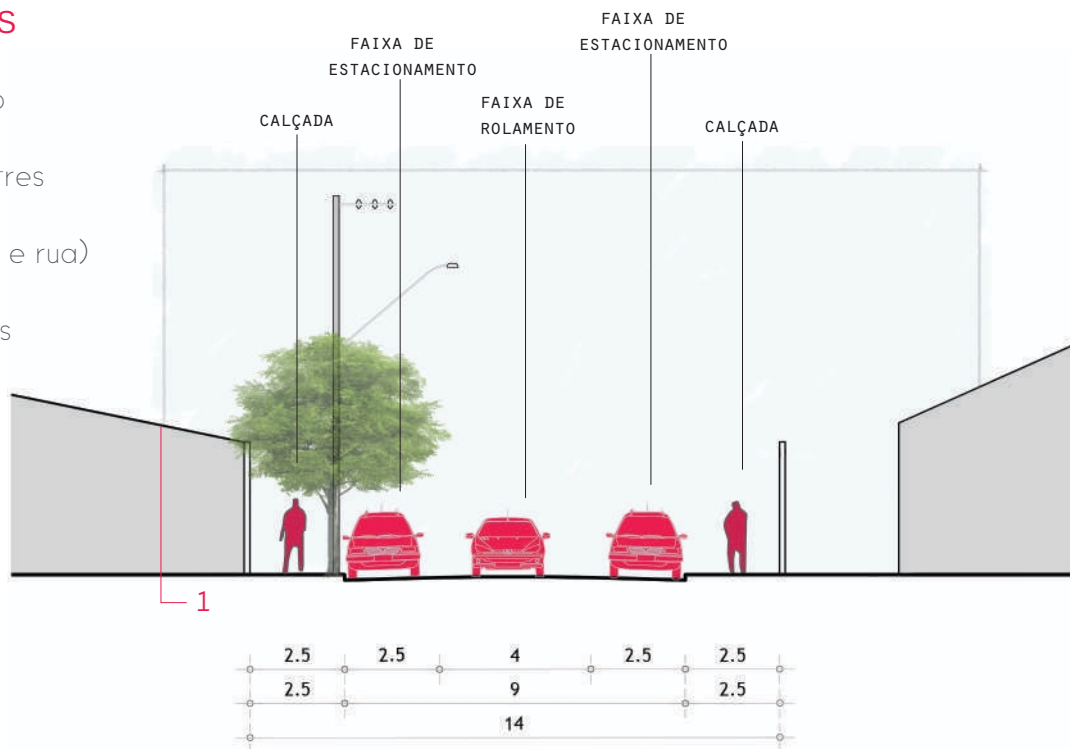 S
FAIXA DE
ESTACIONAMENTO
FAIXA DE
ESTACIONAMENTO
o
FAIXA DE
ROLAMENTO
CALÇADA
CALÇADA
tres
e rua)
s
1
2.5 2.5 4 2.5 2.5
2.5 9 2.5
14